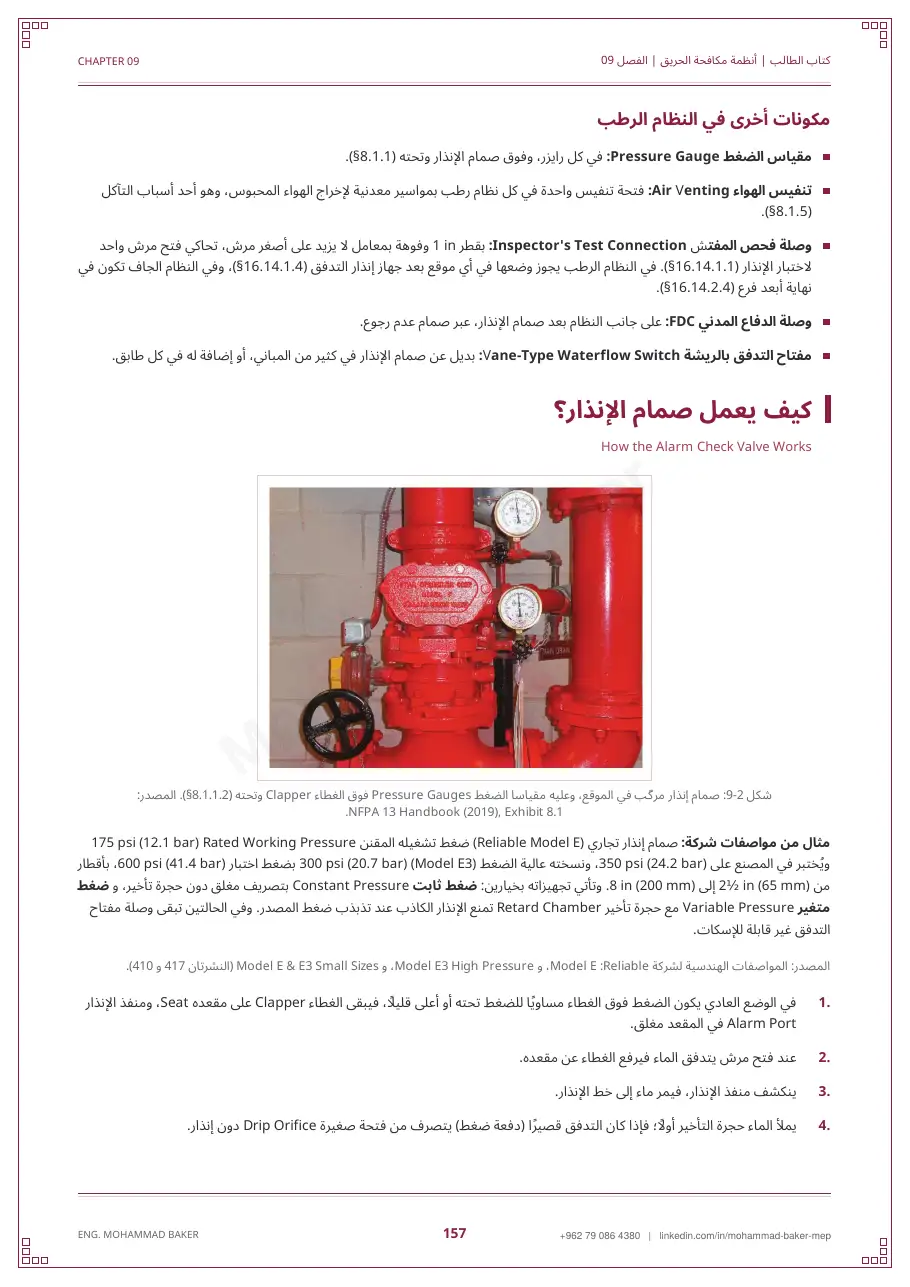 كتاب الطالب | أنظمة مكافحة الحريق | الفصل 09
CHAPTER 09
مكونات أخرى في النظام الرطب
مقياس الضغط Pressure Gauge: في كل رايزر، وفوق صمام الإنذار وتحته (§8.1.1).
تنفيس الهواء Air Venting: فتحة تنفيس واحدة في كل نظام رطب بمواسير معدنية لإخراج الهواء المحبوس، وهو أحد أسباب التآكل
(§8.1.5).
وصلة فحص المفتش Inspector's Test Connection: بقطر 1 in وفوهة بمعامل لا يزيد على أصغر مرش، تحاكي فتح مرش واحد
لاختبار الإنذار (§16.14.1.1). في النظام الرطب يجوز وضعها في أي موقع بعد جهاز إنذار التدفق (§16.14.1.4)، وفي النظام الجاف تكون في
نهاية أبعد فرع (§16.14.2.4).
وصلة الدفاع المدني FDC: على جانب النظام بعد صمام الإنذار، عبر صمام عدم رجوع.
مفتاح التدفق بالريشة Vane-Type Waterflow Switch: بديل عن صمام الإنذار في كثير من المباني، أو إضافة له في كل طابق.
كيف يعمل صمام الإنذار؟
How the Alarm Check Valve Works
شكل 2-9: صمام إنذار مركّب في الموقع، وعليه مقياسا الضغط Pressure Gauges فوق الغطاء Clapper وتحته (§8.1.1.2). المصدر:
NFPA 13 Handbook (2019), Exhibit 8.1.
مثال من مواصفات شركة: صمام إنذار تجاري (Reliable Model E) ضغط تشغيله المقنن Rated Working Pressure 175 psi (12.1 bar)
ويُختبر في المصنع على 350 psi (24.2 bar)، ونسخته عالية الضغط (Model E3) 300 psi (20.7 bar) بضغط اختبار 600 psi (41.4 bar)، بأقطار
من 2½ in (65 mm) إلى 8 in (200 mm). وتأتي تجهيزاته بخيارين: ضغط ثابت Constant Pressure بتصريف مغلق دون حجرة تأخير، و ضغط
متغير Variable Pressure مع حجرة تأخير Retard Chamber تمنع الإنذار الكاذب عند تذبذب ضغط المصدر. وفي الحالتين تبقى وصلة مفتاح
التدفق غير قابلة للإسكات.
المصدر: المواصفات الهندسية لشركة Reliable: Model E، و Model E3 High Pressure، و Model E & E3 Small Sizes (النشرتان 417 و 410).
1. في الوضع العادي يكون الضغط فوق الغطاء مساويًا للضغط تحته أو أعلى قليلًا، فيبقى الغطاء Clapper على مقعده Seat، ومنفذ الإنذار
Alarm Port في المقعد مغلق.
2. عند فتح مرش يتدفق الماء فيرفع الغطاء عن مقعده.
3. ينكشف منفذ الإنذار، فيمر ماء إلى خط الإنذار.
4. يملأ الماء حجرة التأخير أولًا؛ فإذا كان التدفق قصيرًا (دفعة ضغط) يتصرف من فتحة صغيرة Drip Orifice دون إنذار.
ENG. MOHAMMAD BAKER
157
+962 79 086 4380 | linkedin.com/in/mohammad-baker-mep